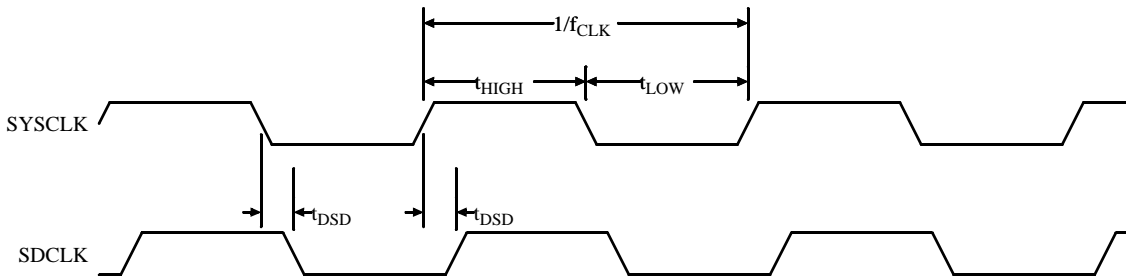 1/fCLK
tHIGH tLOW
SYSCLK
tDSD tDSD
SDCLK